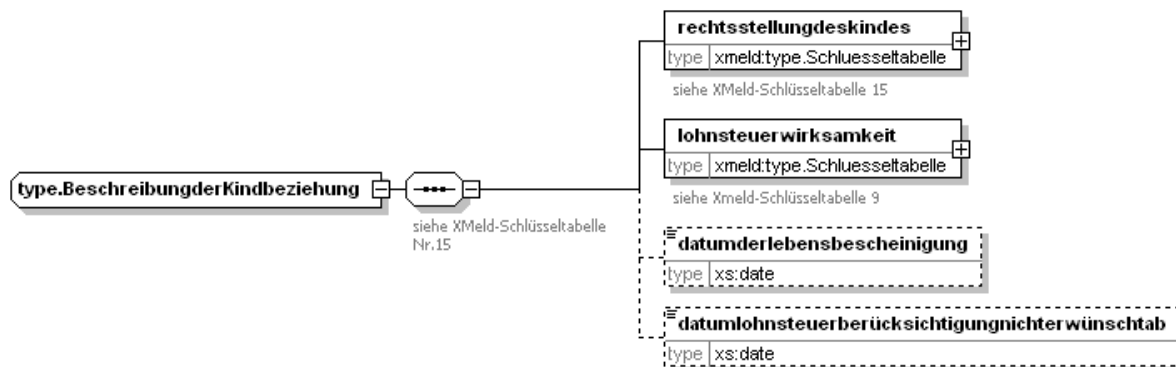 rechtsstellungdeskindes
type xmeld:type.Schluesseltabelle
siehe XMeld-Schlüsseltabelle 15
lohnsteuerwirksamkeit
type xmeld:type.Schluesseltabelle
siehe Xmeld-Schlüsseltabelle 9
type.BeschreibungderKindbeziehung
siehe XMeld-Schlüsseltabelle
Nr.15
datumderlebensbescheinigung
type xs:date
datumlohnsteuerberücksichtigungnichterwünschtab
type xs:date